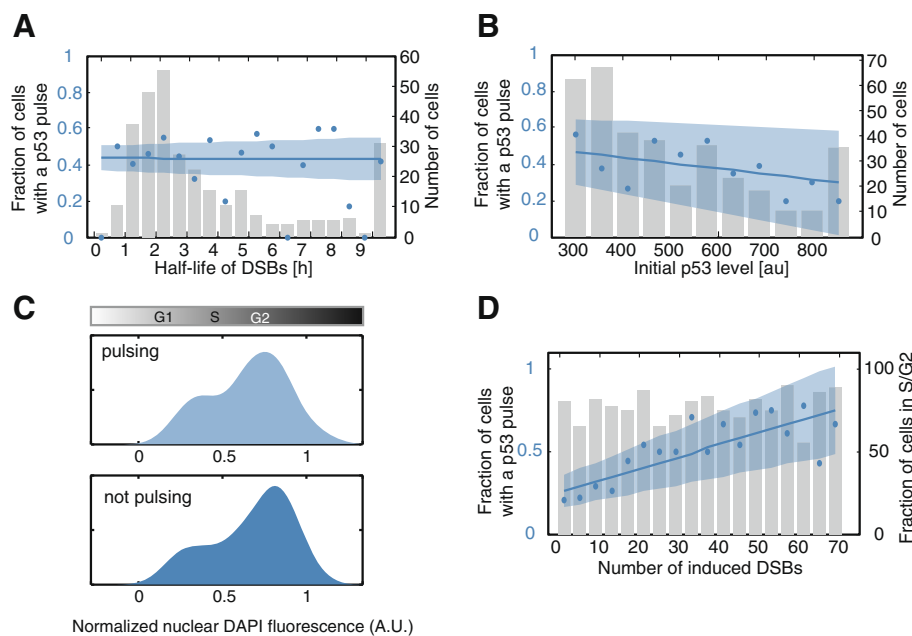 A
Fraction of cells
with a p53 pulse
1
0.8
0.6
0.4
0.2
0
60
50
40
30
20
10
0
Number of cells
0 1 2 3 4 5 6 7 8 9
Half-life of DSBs [h]
B
Fraction of cells
with a p53 pulse
1
0.8
0.6
0.4
0.2
0
70
60
50
40
30
20
10
0
Number of cells
300 400 500 600 700 800
Initial p53 level [au]
C
G1 S G2
pulsing
0 0.5 1
not pulsing
0 0.5 1
Normalized nuclear DAPI fluorescence (A.U.)
D
Fraction of cells
with a p53 pulse
1
0.5
0
100
50
0
Fraction of cells in S/G2
0 10 20 30 40 50 60 70
Number of induced DSBs